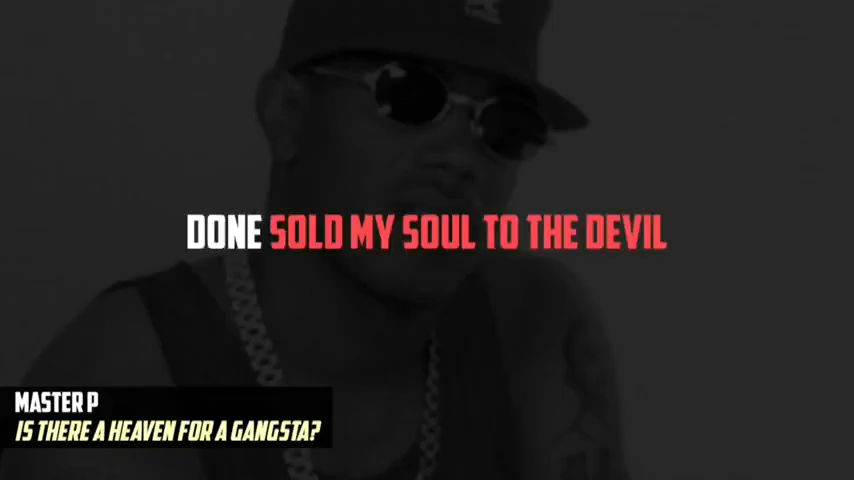 DONE SOLD MY SOUL TO THE DEVIL
MASTER P
IS THERE A HEAVEN FOR A GANGSTA?